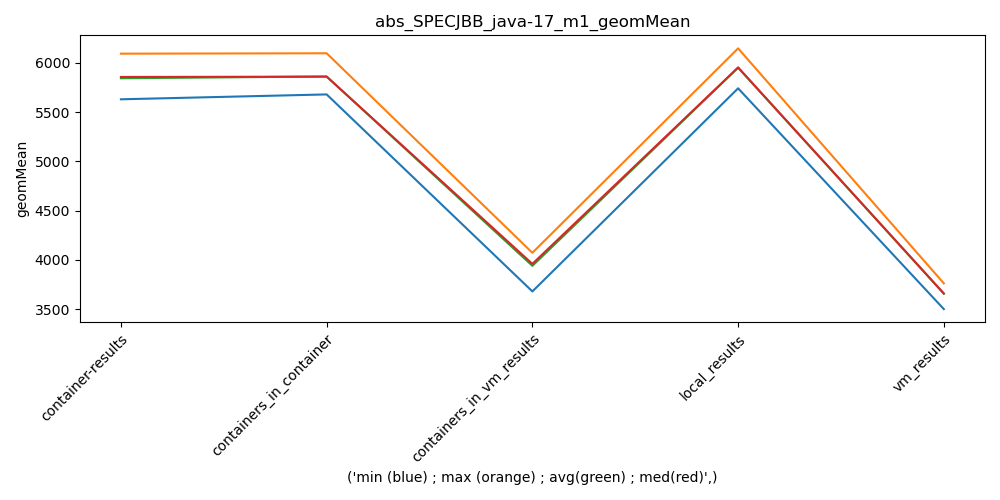 abs_SPECJBB_java-17_m1_geomMean
geomMean
6000
5500
5000
4500
4000
3500
container-results
containers_in_container
containers_in_vm_results
local_results
vm_results
('min (blue) ; max (orange) ; avg(green) ; med(red)',)